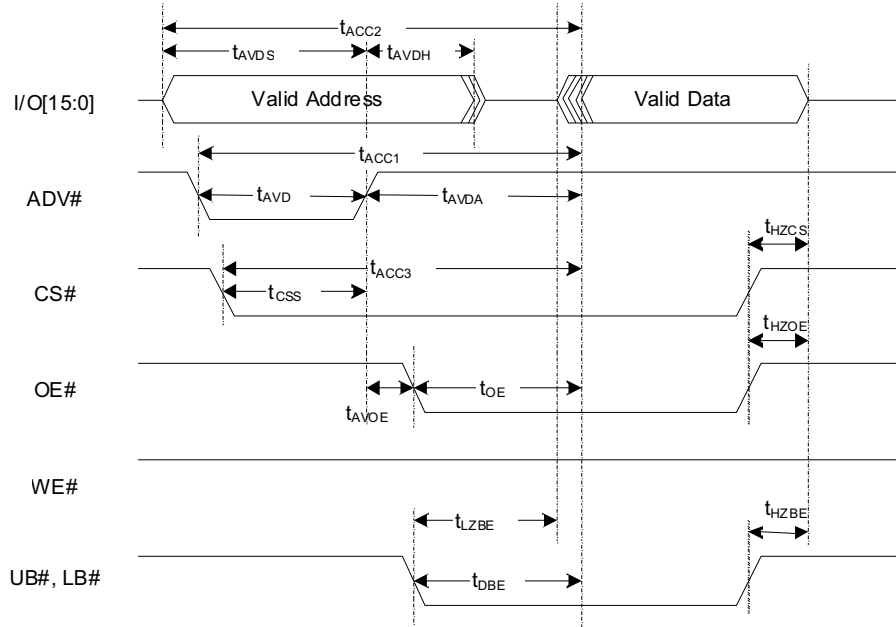 tACC2
tAVDS
tAVDH
I/O[15:0]
Valid Address
Valid Data
tACC1
ADV#
tAVD
tAVDA
tHZCS
tACC3
CS#
tCSS
tHZOE
OE#
tOE
tAVOE
WE#
tLZBE
tHZBE
UB#, LB#
tDBE